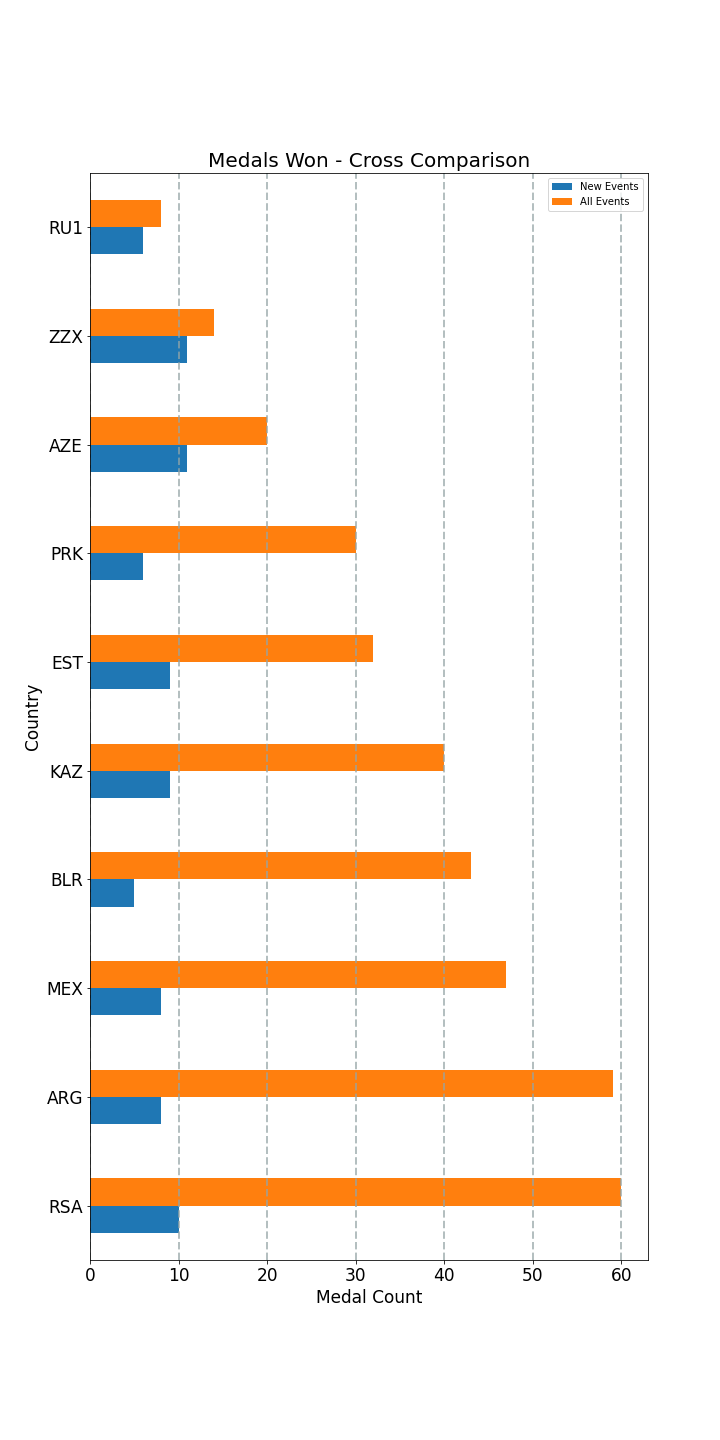 Medals Won - Cross Comparison
New Events
All Events
RU1
ZZX
AZE
PRK
EST
KAZ
BLR
MEX
ARG
RSA
Country
0 10 20 30 40 50 60
Medal Count